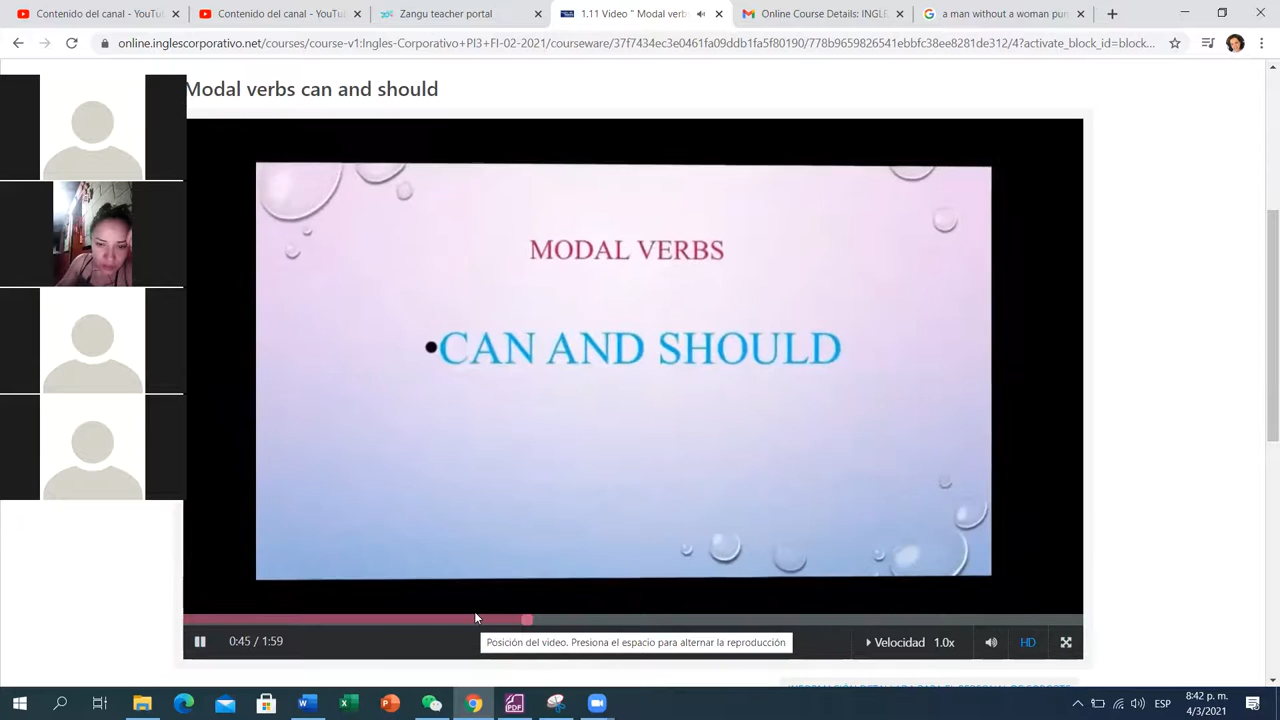 Contenido del canal - YouTu
Contenido del canal - YouTu
Zangu teacher portal
1.11 Video " Modal verb
Online Course Details: INGLE
a man without a woman pun
online.inglescorporativo.net/courses/course-v1:Ingles-Corporativo+PI3+FI-02-2021/courseware/37f7434ec3e0461fa09ddb1fa5f80190/778b9659826541ebbfc38ee8281de312/4?activate_block_id=block...
Modal verbs can and should
MODAL VERBS
•CAN AND SHOULD
0:45 / 1:59
Posición del video. Presiona el espacio para alternar la reproducción
Velocidad 1.0x
HD
8:42 p. m.
ESP
4/3/2021